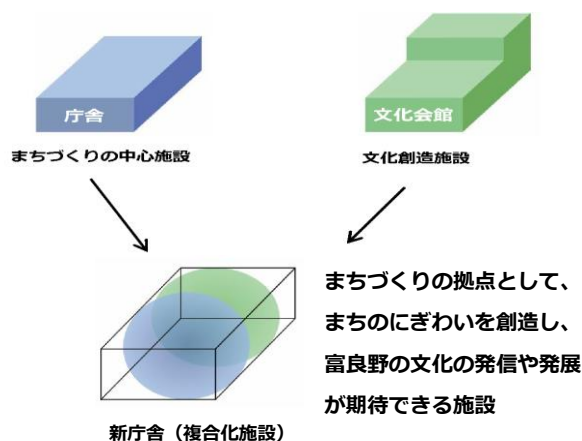 庁舎
文化会館
まちづくりの中心施設
文化創造施設
まちづくりの拠点として、
まちのにぎわいを創造し、
富良野の文化の発信や発展
が期待できる施設
新庁舎（複合化施設）